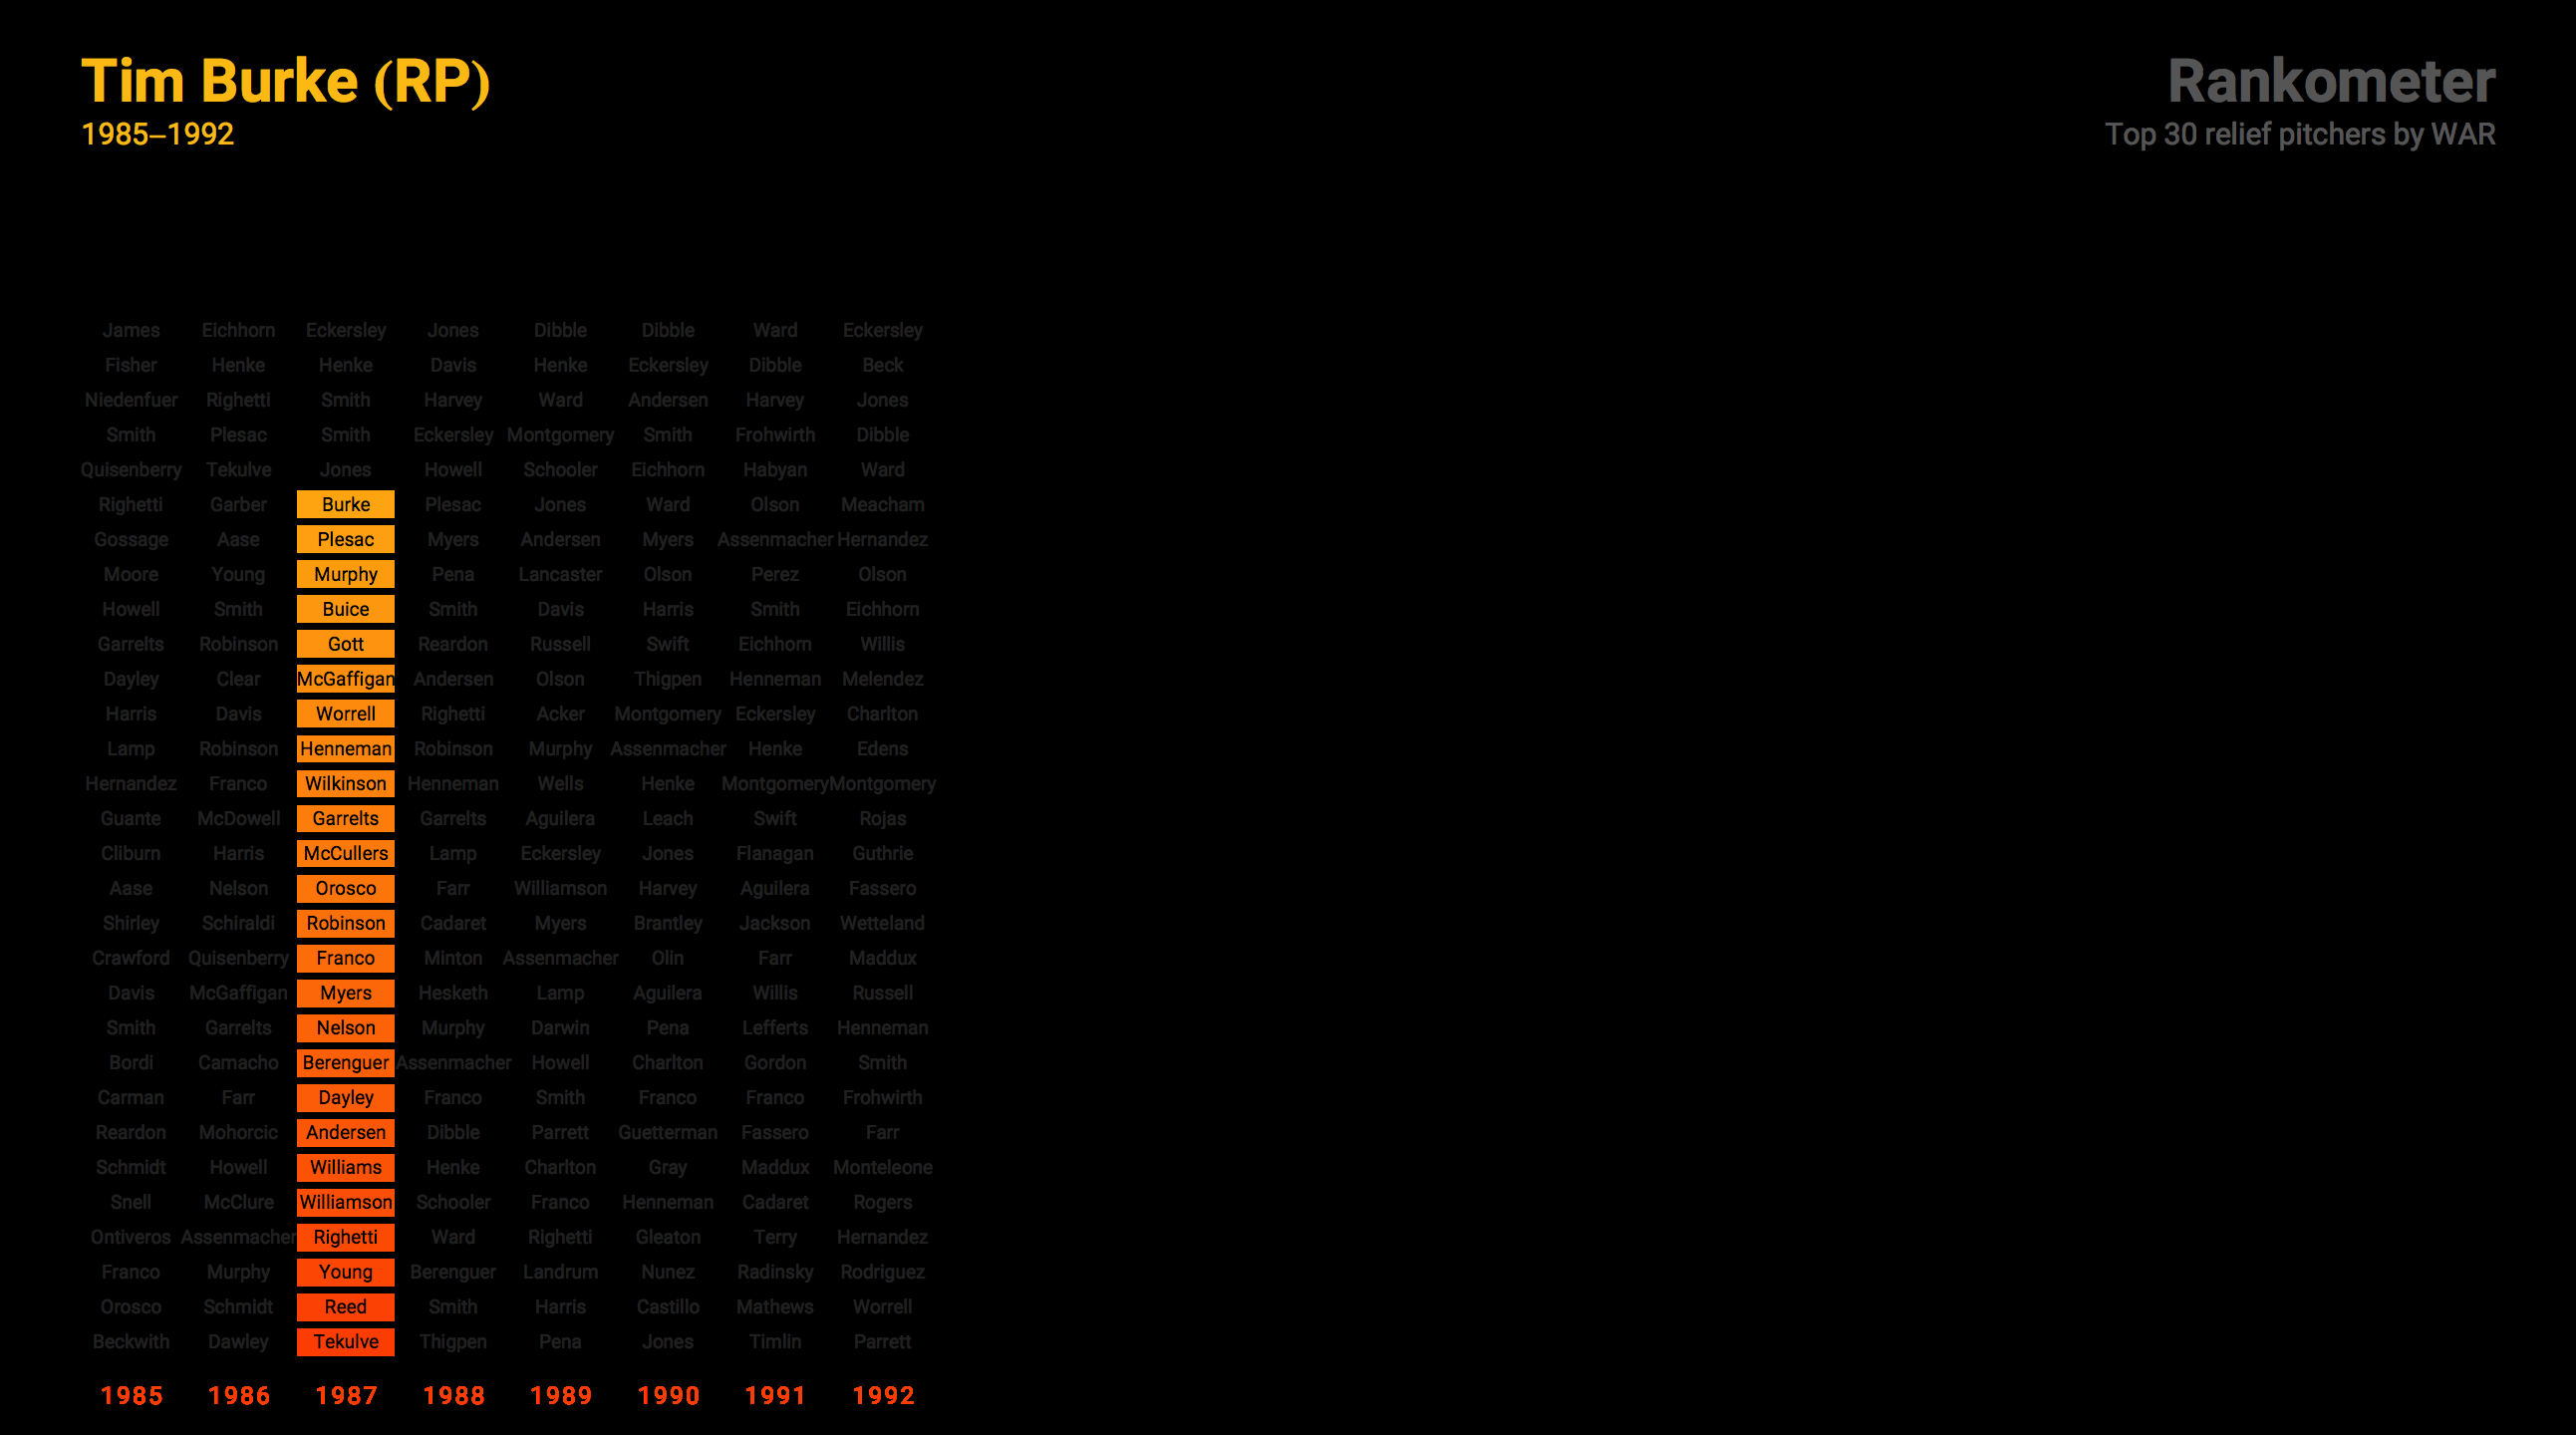 Tim Burke (RP)
1985–1992
Rankometer
Top 30 relief pitchers by WAR
James Eichhorn Eckersley Jones Dibble Dibble Ward Eckersley
Fisher Henke Henke Davis Henke Eckersley Dibble Beck
Niedenfuer Righetti Smith Harvey Ward Andersen Harvey Jones
Smith Plesac Smith Eckersley Montgomery Smith Frohwirth Dibble
Quisenberry Tekulve Jones Howell Schooler Eichhorn Habyan Ward
Righetti Garber Burke Plesac Jones Ward Olson Meacham
Gossage Aase Plesac Myers Andersen Myers Assenmacher Hernandez
Moore Young Murphy Pena Lancaster Olson Perez Olson
Howell Smith Buice Smith Davis Harris Smith Eichhorn
Garrelts Robinson Gott Reardon Russell Swift Eichhorn Willis
Dayley Clear McGaffigan Andersen Olson Thigpen Henneman Melendez
Harris Davis Worrell Righetti Acker Montgomery Eckersley Charlton
Lamp Robinson Henneman Robinson Murphy Assenmacher Henke Edens
Hernandez Franco Wilkinson Henneman Wells Henke Montgomery Montgomery
Guante McDowell Garrelts Garrelts Aguilera Leach Swift Rojas
Cliburn Harris McCullers Lamp Eckersley Jones Flanagan Guthrie
Aase Nelson Orosco Farr Williamson Harvey Aguilera Fassero
Shirley Schiraldi Robinson Cadaret Myers Brantley Jackson Wetteland
Crawford Quisenberry Franco Minton Assenmacher Olin Farr Maddux
Davis McGaffigan Myers Hesketh Lamp Aguilera Willis Russell
Smith Garrelts Nelson Murphy Darwin Pena Lefferts Henneman
Bordi Camacho Berenguer Assenmacher Howell Charlton Gordon Smith
Carman Farr Dayley Franco Smith Franco Franco Frohwirth
Reardon Mohorcic Andersen Dibble Parrett Guetterman Fassero Farr
Schmidt Howell Williams Henke Charlton Gray Maddux Monteleone
Snell McClure Williamson Schooler Franco Henneman Cadaret Rogers
Ontiveros Assenmacher Righetti Ward Righetti Gleaton Terry Hernandez
Franco Murphy Young Berenguer Landrum Nunez Radinsky Rodriguez
Orosco Schmidt Reed Smith Harris Castillo Mathews Worrell
Beckwith Dawley Tekulve Thigpen Pena Jones Timlin Parrett
1985 1986 1987 1988 1989 1990 1991 1992